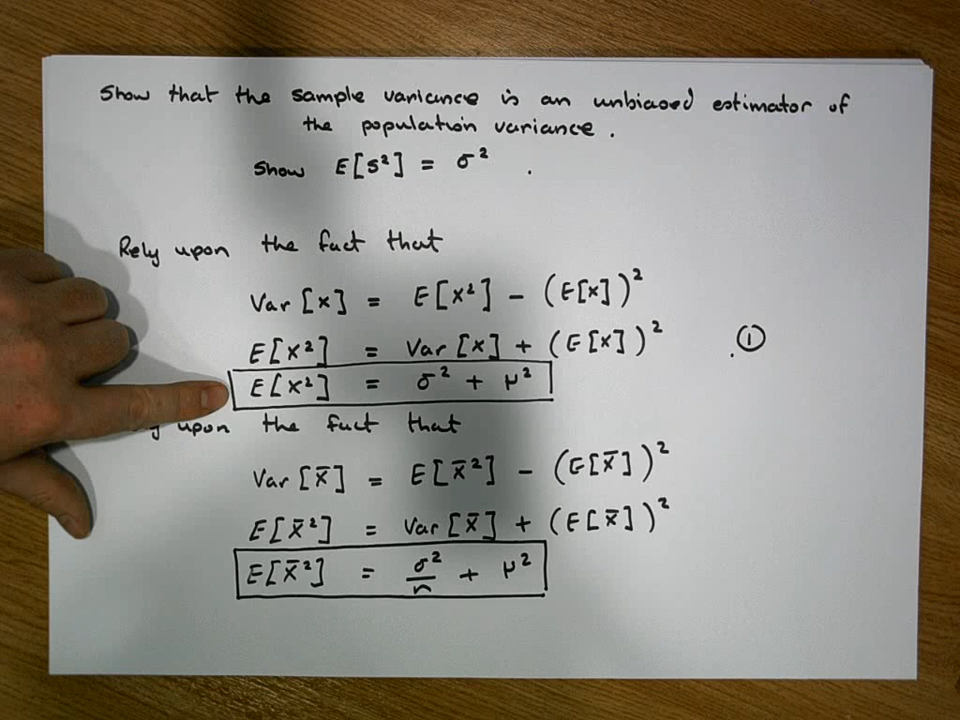 Show that the sample variance is an unbiased estimator of
the population variance.
Show E[s²] = σ².
Rely upon the fact that
Var[x] = E[x²] - (E[x])²
E[x²] = Var[x] + (E[x])² ①
E[x²] = σ² + μ²
upon the fact that
Var[x̄] = E[x̄²] - (E[x̄])²
E[x̄²] = Var[x̄] + (E[x̄])²
E[x̄²] = σ²/n + μ²